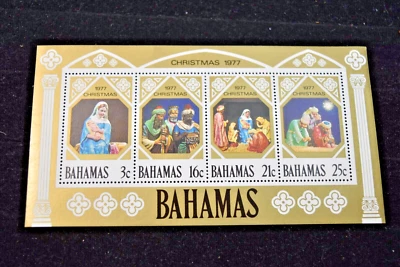 CHRISTMAS 1977
1977
CHRISTMAS
BAHAMAS 3c
1977
CHRISTMAS
BAHAMAS 16c
1977
CHRISTMAS
BAHAMAS 21c
1977
CHRISTMAS
BAHAMAS 25c
BAHAMAS